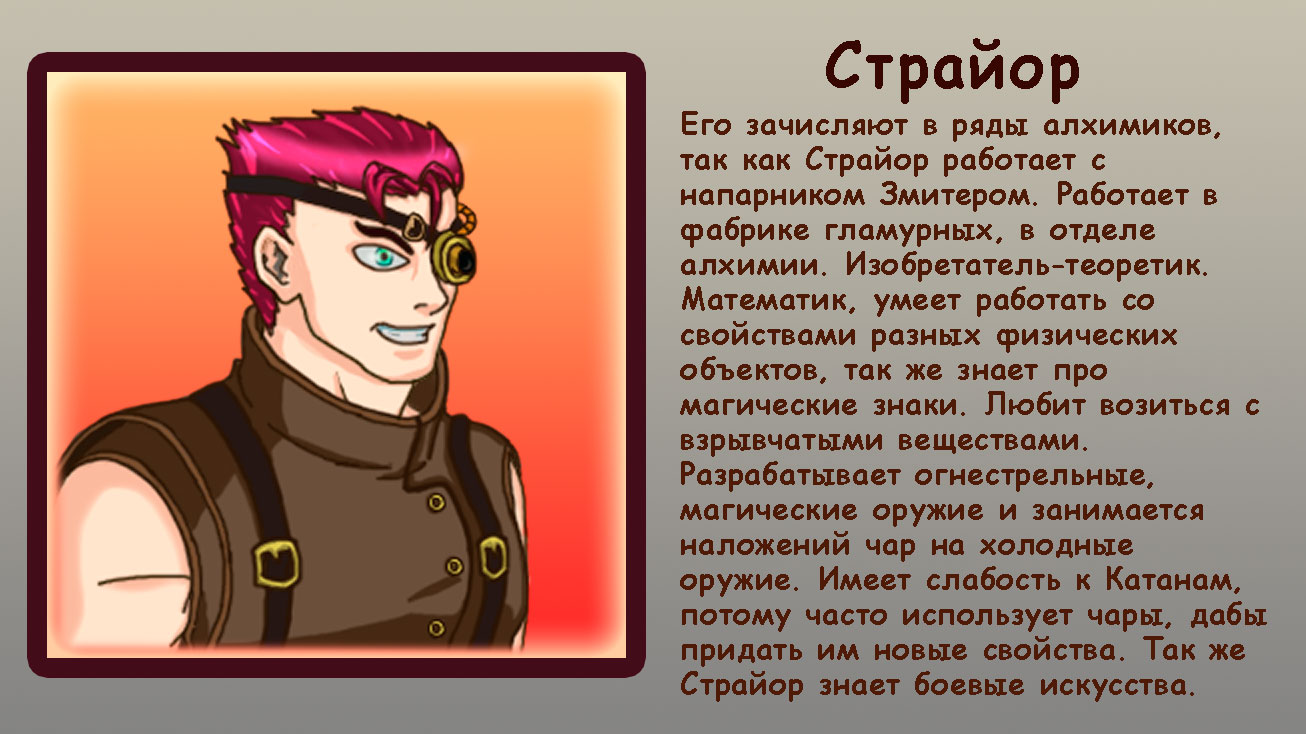 Страйор
Его зачисляют в ряды алхимиков,
так как Страйор работает с
напарником Змитером. Работает в
фабрике гламурных, в отделе
алхимии. Изобретатель-теоретик.
Математик, умеет работать со
свойствами разных физических
объектов, так же знает про
магические знаки. Любит возиться с
взрывчатыми веществами.
Разрабатывает огнестрельные,
магические оружие и занимается
наложений чар на холодные
оружие. Имеет слабость к Катанам,
потому часто использует чары, дабы
придать им новые свойства. Так же
Страйор знает боевые искусства.